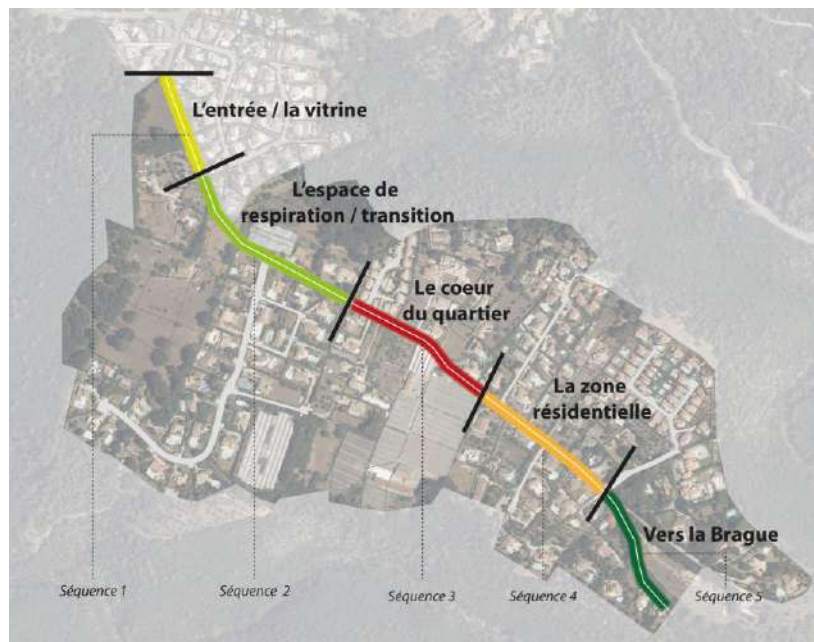 L'entrée / la vitrine
L'espace de
respiration / transition
Le coeur
du quartier
La zone
résidentielle
Vers la Brague
Séquence 1
Séquence 2
Séquence 3
Séquence 4
Séquence 5